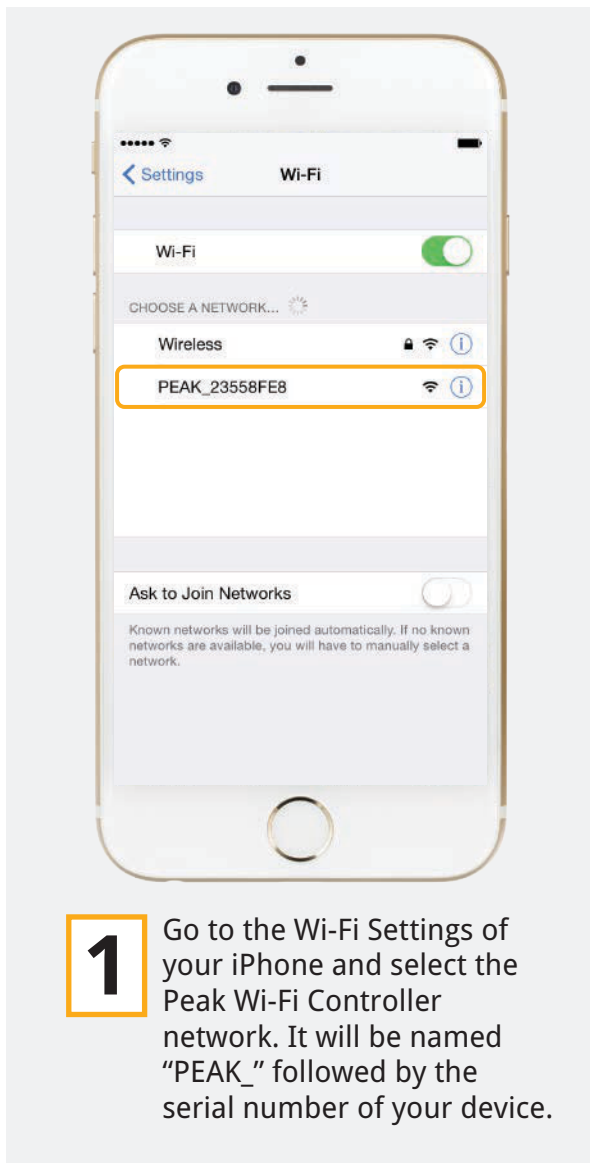 Settings Wi-Fi
Wi-Fi
CHOOSE A NETWORK...
Wireless
PEAK_23558FE8
Ask to Join Networks
Known networks will be joined automatically. If no known
networks are available, you will have to manually select a
network.
1
Go to the Wi-Fi Settings of
your iPhone and select the
Peak Wi-Fi Controller
network. It will be named
“PEAK_” followed by the
serial number of your device.